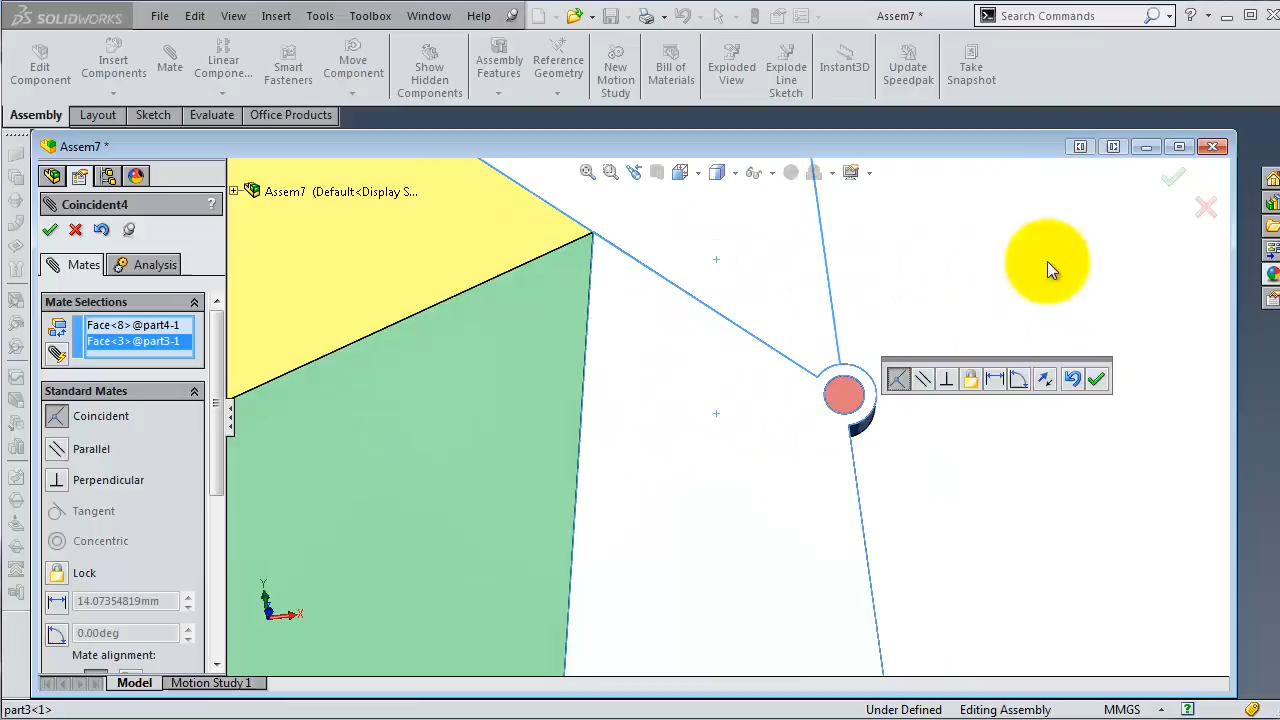 SOLIDWORKS File Edit View Insert Tools Toolbox Window Help Assem7 * Search Commands
Edit Component
Insert Components
Mate
Linear Compone...
Smart Fasteners
Move Component
Show Hidden Components
Assembly Features
Reference Geometry
New Motion Study
Bill of Materials
Exploded View
Explode Line Sketch
Instant3D
Update Speedpak
Take Snapshot
Assembly Layout Sketch Evaluate Office Products
Assem7 *
Assem7 (Default<Display S...
Coincident4 ?
Mates Analysis
Mate Selections
Face<8>@part4-1
Face<3>@part3-1
Standard Mates
Coincident
Parallel
Perpendicular
Tangent
Concentric
Lock
14.07354819mm
0.00deg
Mate alignment:
Y
X
Model Motion Study 1
part3<1> Under Defined Editing Assembly MMGS ?